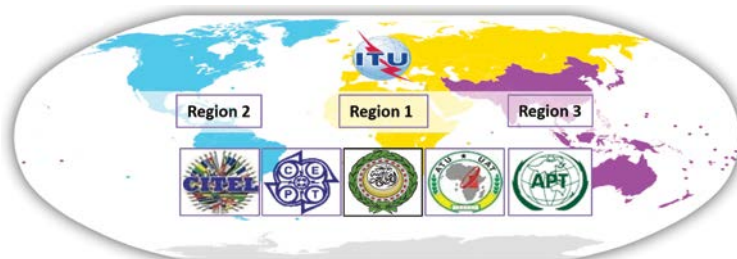 ITU
Region 2
Region 1
Region 3
CITEL
C E
P T
ATU UAT
APT